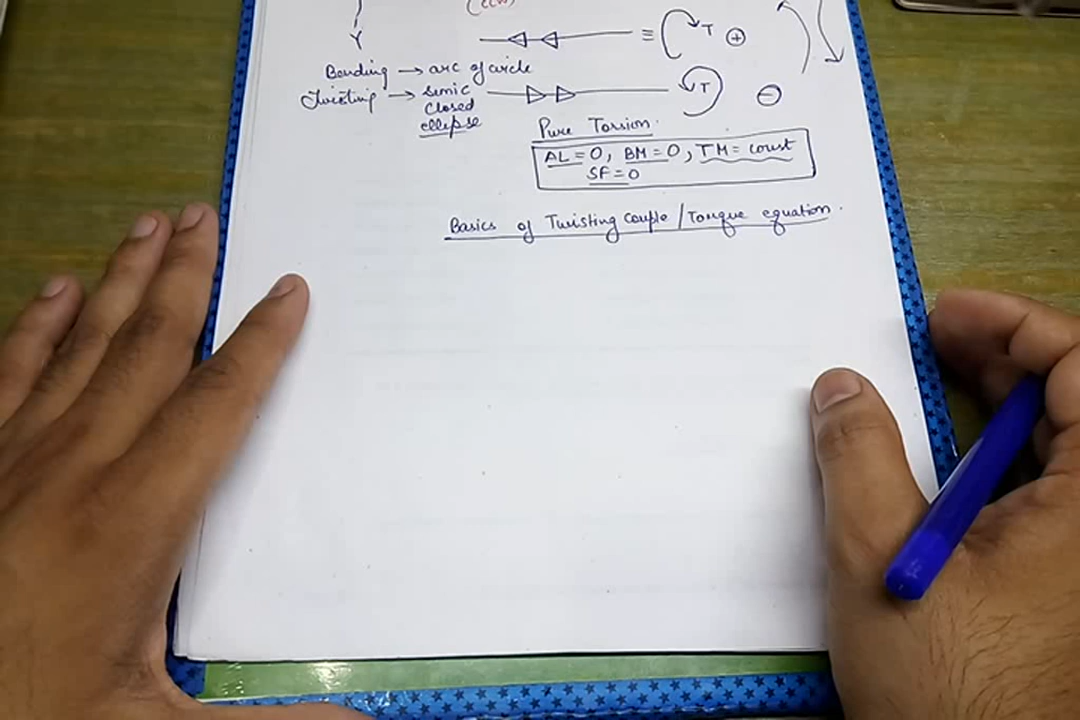 (ccw)
Y
≡ T ⊕
Bending → arc of circle
Twisting → semic T ⊖
closed
ellipse
Pure Torsion.
AL = 0, BM = 0, TM = const
SF = 0
Basics of Twisting Couple / Torque equation.